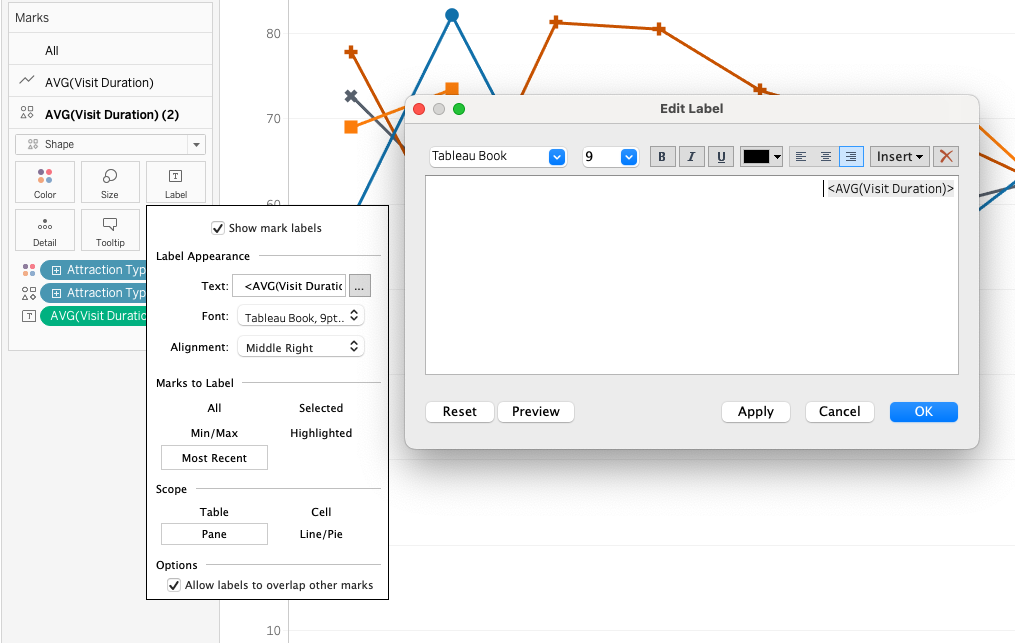 Marks
All
AVG(Visit Duration)
AVG(Visit Duration) (2)
Shape
Color
Size
Label
Detail
Tooltip
Attraction Typ
Attraction Typ
AVG(Visit Duratio
Show mark labels
Label Appearance
Text: <AVG(Visit Duratic ...
Font: Tableau Book, 9pt..
Alignment: Middle Right
Marks to Label
All Selected
Min/Max Highlighted
Most Recent
Scope
Table Cell
Pane Line/Pie
Options
Allow labels to overlap other marks
80
70
60
10
Edit Label
Tableau Book 9 B I U Insert
<AVG(Visit Duration)>
Reset Preview Apply Cancel OK